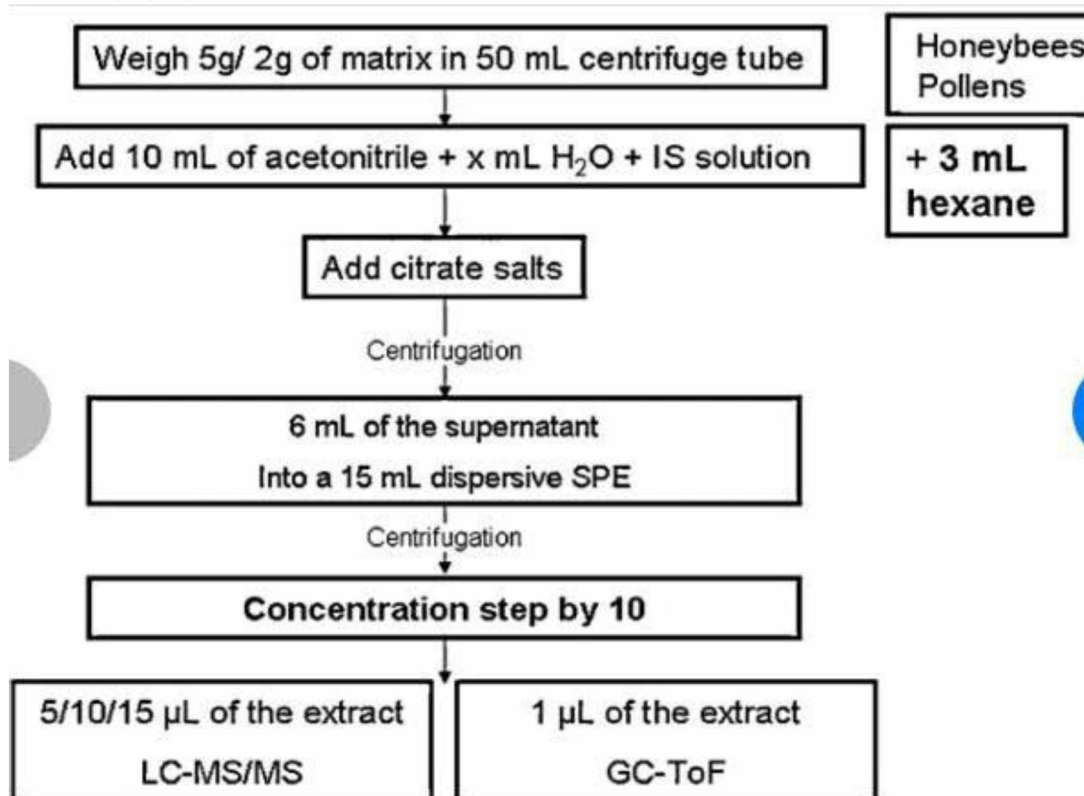 Weigh 5g/ 2g of matrix in 50 mL centrifuge tube
Honeybees
Pollens
Add 10 mL of acetonitrile + x mL H₂O + IS solution
+ 3 mL
hexane
Add citrate salts
Centrifugation
6 mL of the supernatant
Into a 15 mL dispersive SPE
Centrifugation
Concentration step by 10
5/10/15 µL of the extract
LC-MS/MS
1 µL of the extract
GC-ToF